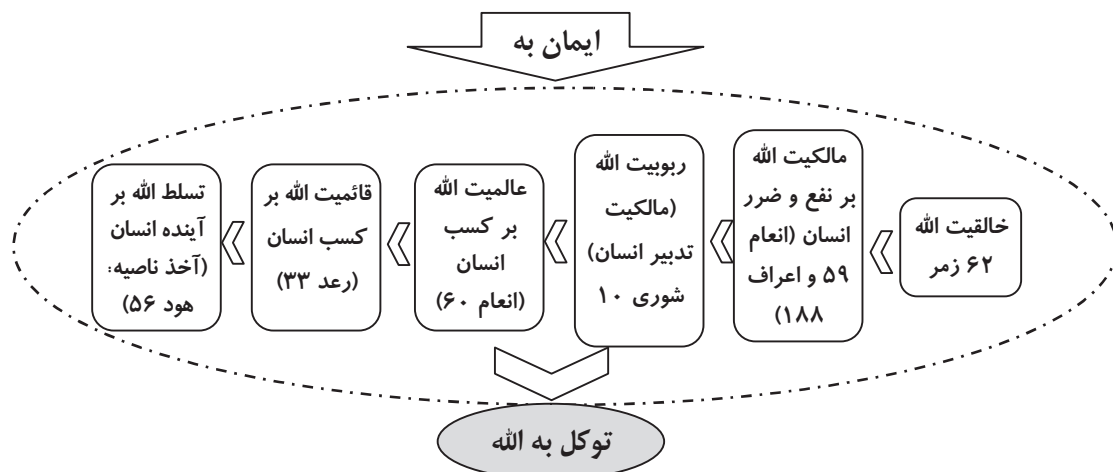 ایمان به
خالقیت الله
۶۲ زمر
مالکیت الله
بر نفع و ضرر
انسان (انعام
۵۹ و اعراف
۱۸۸)
ربوبیت الله
(مالکیت
تدبیر انسان)
شوری ۱۰
عالمیت الله
بر کسب
انسان
(انعام ۶۰)
قائمیت الله بر
کسب انسان
(رعد ۳۳)
تسلط الله بر
آینده انسان
(آخذ ناصیه:
هود ۵۶)
توکل به الله